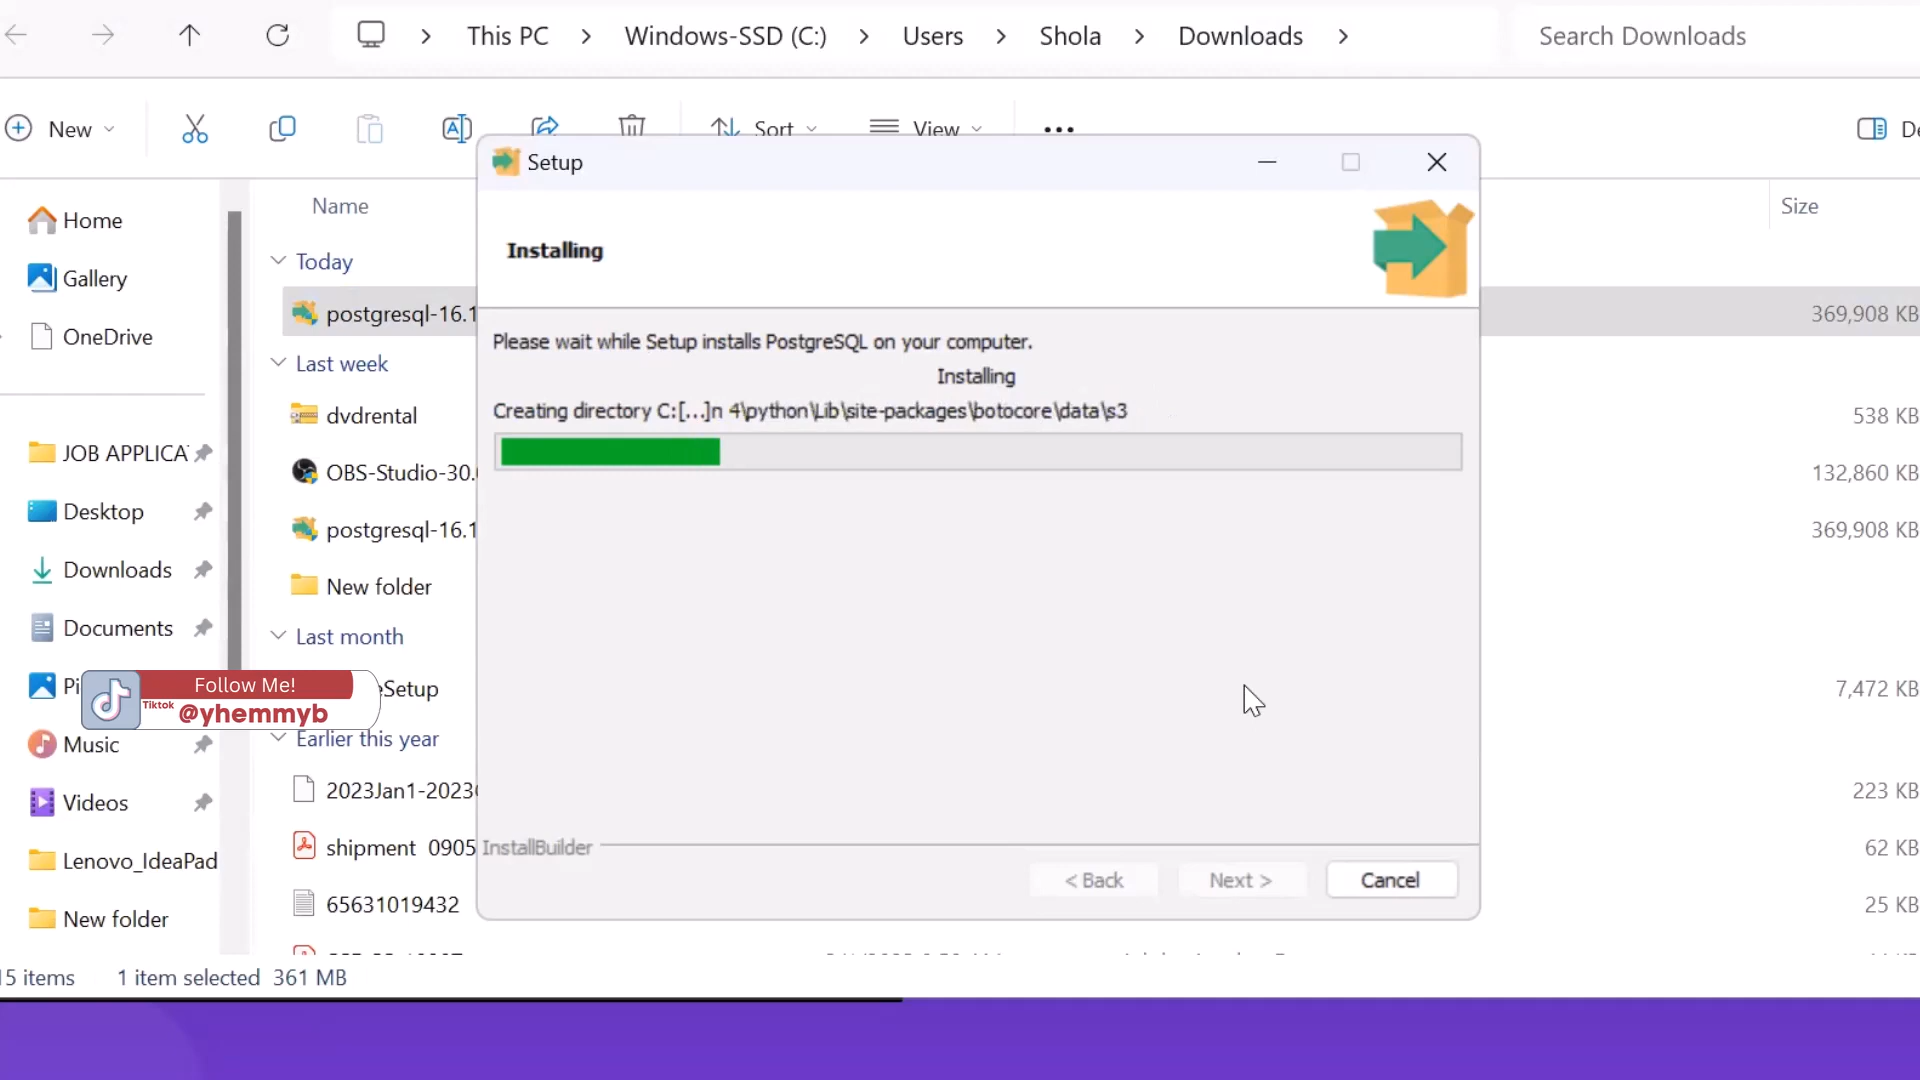 This PC > Windows-SSD (C:) > Users > Shola > Downloads >
Search Downloads
New
Sort
View
Name
Size
Home
Gallery
OneDrive
JOB APPLICA
Desktop
Downloads
Documents
Pi
Music
Videos
Lenovo_IdeaPad
New folder
Today
postgresql-16.1
369,908 KB
Last week
dvdrental
538 KB
OBS-Studio-30.
132,860 KB
postgresql-16.1
369,908 KB
New folder
Last month
eSetup
7,472 KB
Earlier this year
2023Jan1-2023
223 KB
shipment 0905
62 KB
65631019432
25 KB
Setup
Installing
Please wait while Setup installs PostgreSQL on your computer.
Installing
Creating directory C:[...]n 4\python\Lib\site-packages\botocore\data\s3
InstallBuilder
< Back
Next >
Cancel
Follow Me!
Tiktok @yhemmyb
15 items
1 item selected 361 MB